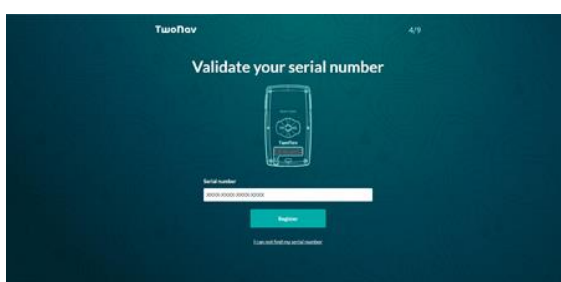 TwoNav
4/9
Validate your serial number
TwoNav
Serial number
XXXXX-XXXXX-XXXXX-XXXXX
Register
I can not find my serial number